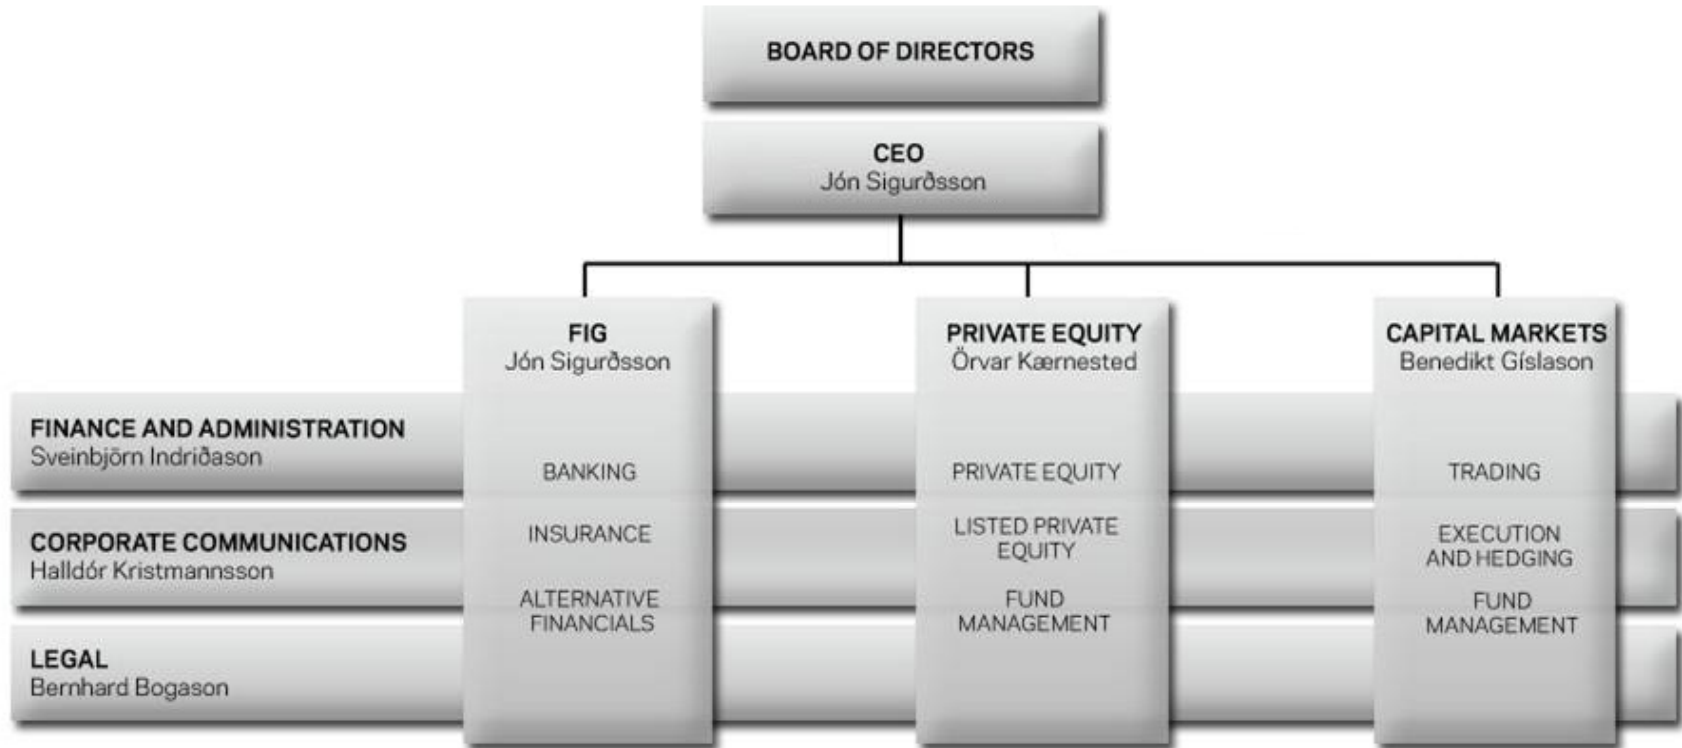 BOARD OF DIRECTORS
CEO
Jón Sigurðsson
FIG
Jón Sigurðsson
PRIVATE EQUITY
Örvar Kærnested
CAPITAL MARKETS
Benedikt Gíslason
FINANCE AND ADMINISTRATION
Sveinbjörn Indriðason
CORPORATE COMMUNICATIONS
Halldór Kristmannsson
LEGAL
Bernhard Bogason
BANKING
INSURANCE
ALTERNATIVE
FINANCIALS
PRIVATE EQUITY
LISTED PRIVATE
EQUITY
FUND
MANAGEMENT
TRADING
EXECUTION
AND HEDGING
FUND
MANAGEMENT